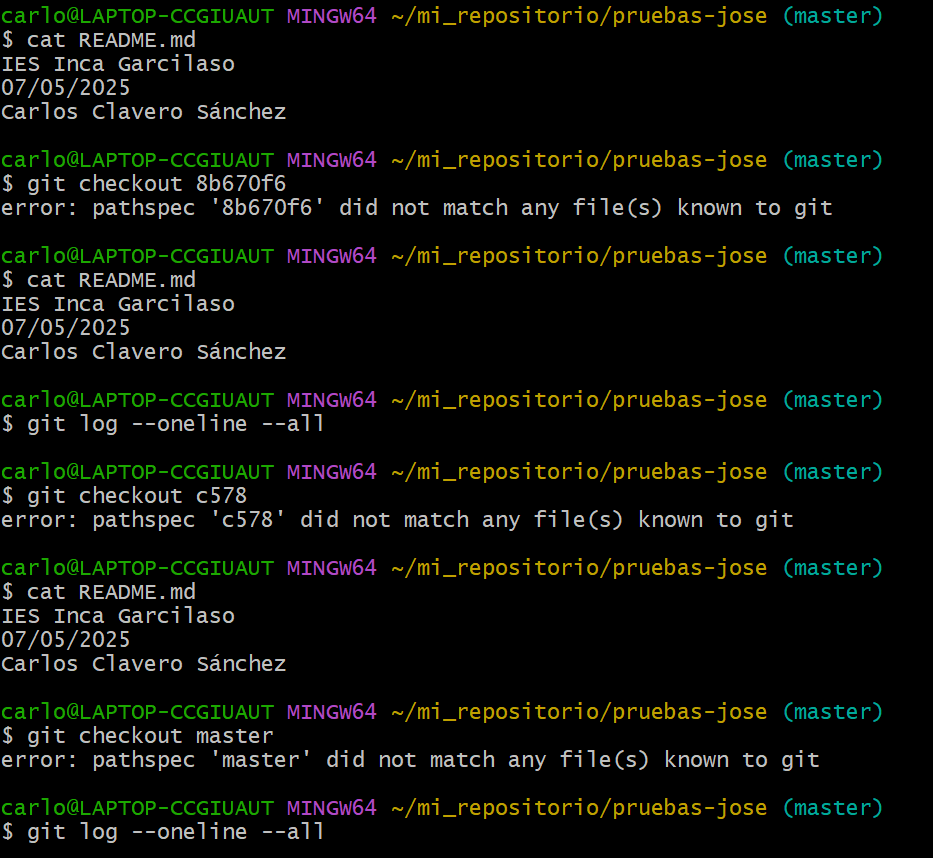 carlo@LAPTOP-CCGIUAUT MINGW64 ~/mi_repositorio/pruebas-jose (master)
$ cat README.md
IES Inca Garcilaso
07/05/2025
Carlos Clavero Sánchez
carlo@LAPTOP-CCGIUAUT MINGW64 ~/mi_repositorio/pruebas-jose (master)
$ git checkout 8b670f6
error: pathspec '8b670f6' did not match any file(s) known to git
carlo@LAPTOP-CCGIUAUT MINGW64 ~/mi_repositorio/pruebas-jose (master)
$ cat README.md
IES Inca Garcilaso
07/05/2025
Carlos Clavero Sánchez
carlo@LAPTOP-CCGIUAUT MINGW64 ~/mi_repositorio/pruebas-jose (master)
$ git log --oneline --all
carlo@LAPTOP-CCGIUAUT MINGW64 ~/mi_repositorio/pruebas-jose (master)
$ git checkout c578
error: pathspec 'c578' did not match any file(s) known to git
carlo@LAPTOP-CCGIUAUT MINGW64 ~/mi_repositorio/pruebas-jose (master)
$ cat README.md
IES Inca Garcilaso
07/05/2025
Carlos Clavero Sánchez
carlo@LAPTOP-CCGIUAUT MINGW64 ~/mi_repositorio/pruebas-jose (master)
$ git checkout master
error: pathspec 'master' did not match any file(s) known to git
carlo@LAPTOP-CCGIUAUT MINGW64 ~/mi_repositorio/pruebas-jose (master)
$ git log --oneline --all